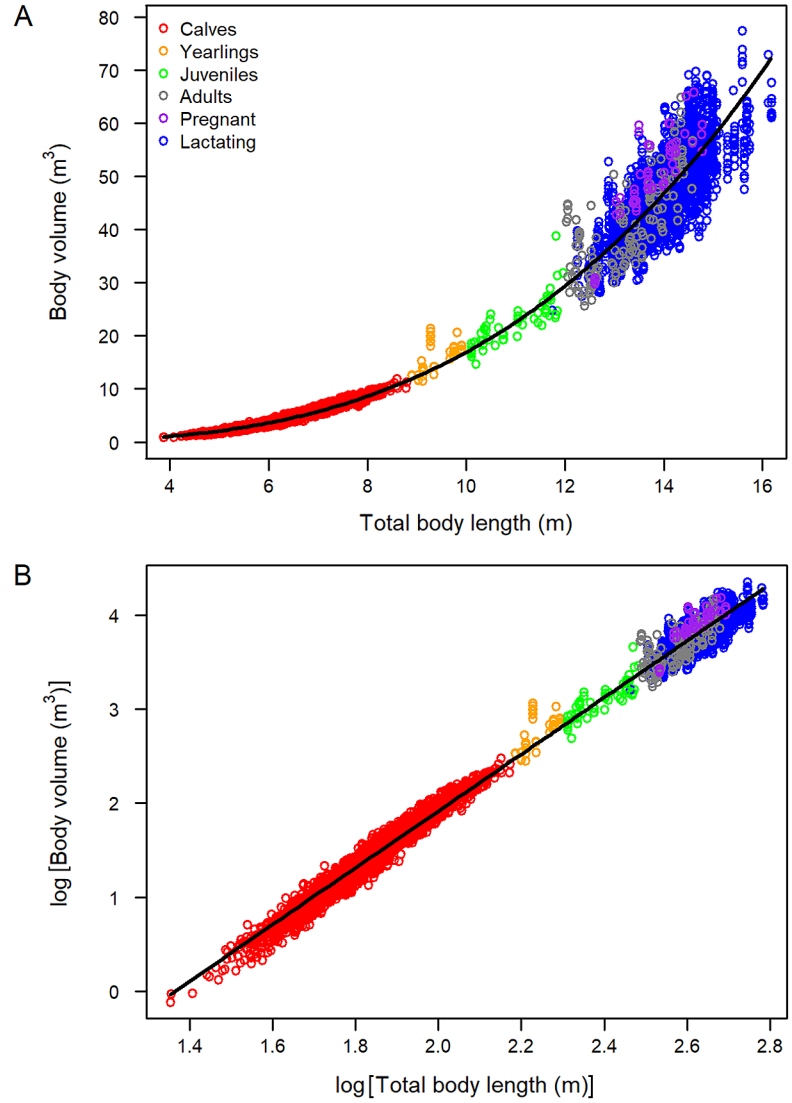 A
80
70
60
50
40
30
20
10
0
Body volume (m³)
Calves
Yearlings
Juveniles
Adults
Pregnant
Lactating
4 6 8 10 12 14 16
Total body length (m)
B
4
3
2
1
0
log[Body volume (m³)]
1.4 1.6 1.8 2.0 2.2 2.4 2.6 2.8
log[Total body length (m)]